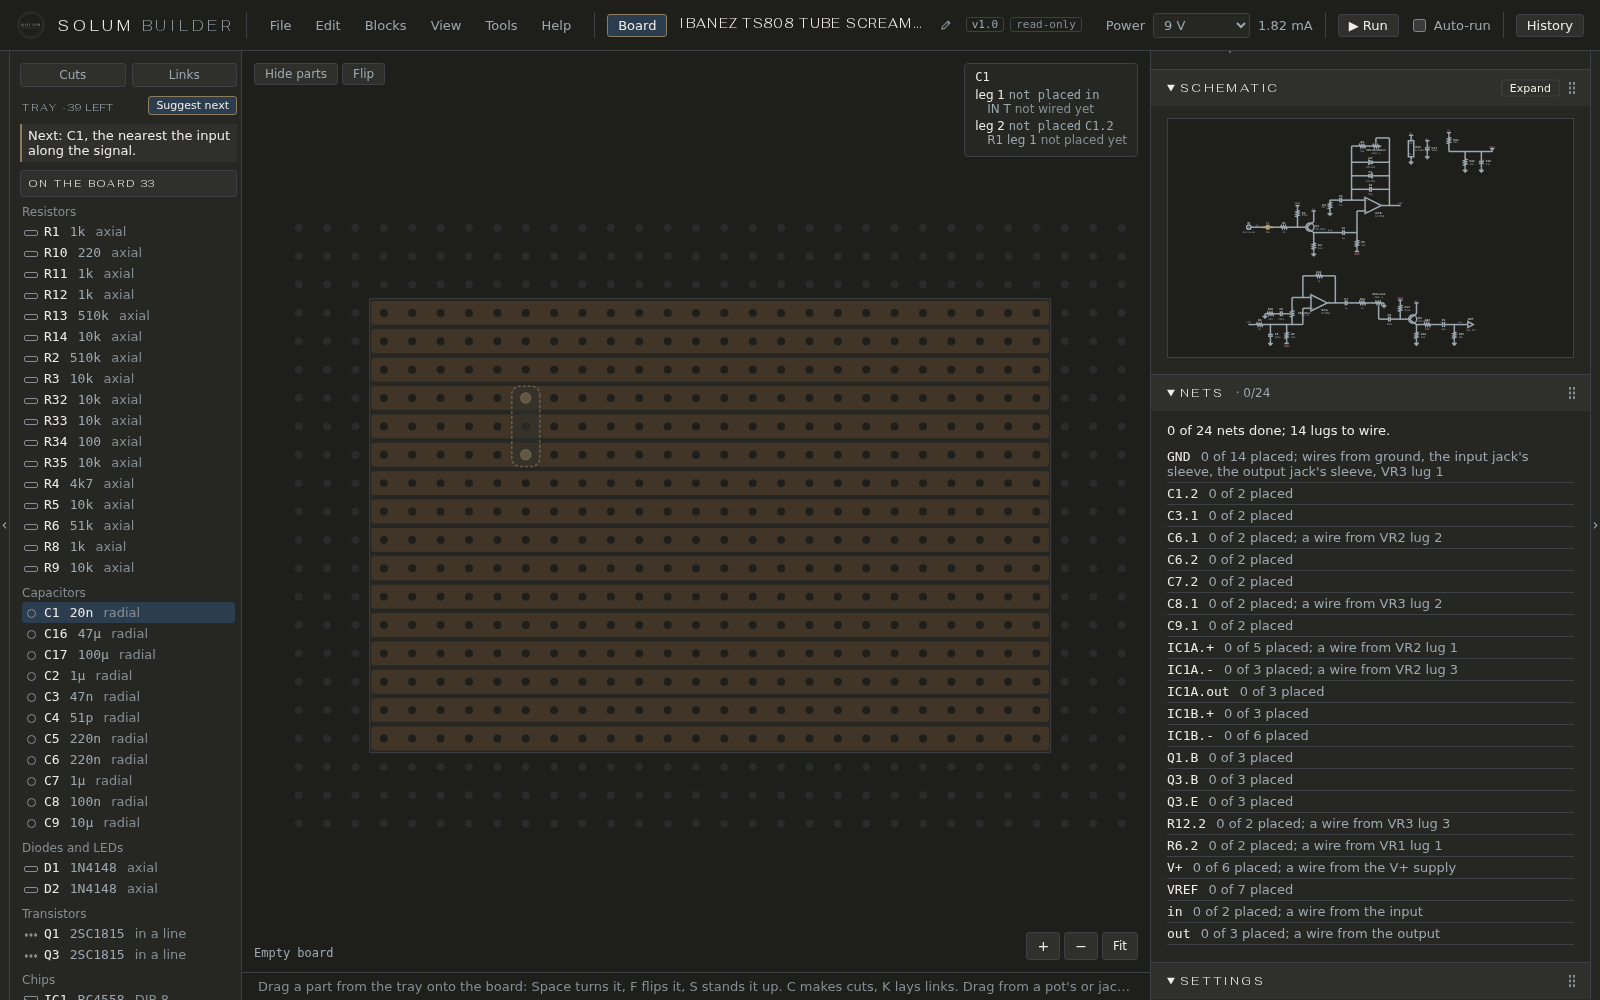 SOLUM BUILDER
File Edit Blocks View Tools Help
Board IBANEZ TS808 TUBE SCREAM… v1.0 read-only
Power 9 V 1.82 mA ▶ Run Auto-run History
Cuts Links
TRAY · 39 LEFT Suggest next
Next: C1, the nearest the input
along the signal.
ON THE BOARD 33
Resistors
R1 1k axial
R10 220 axial
R11 1k axial
R12 1k axial
R13 510k axial
R14 10k axial
R2 510k axial
R3 10k axial
R32 10k axial
R33 10k axial
R34 100 axial
R35 10k axial
R4 4k7 axial
R5 10k axial
R6 51k axial
R8 1k axial
R9 10k axial
Capacitors
C1 20n radial
C16 47µ radial
C17 100µ radial
C2 1µ radial
C3 47n radial
C4 51p radial
C5 220n radial
C6 220n radial
C7 1µ radial
C8 100n radial
C9 10µ radial
Diodes and LEDs
D1 1N4148 axial
D2 1N4148 axial
Transistors
Q1 2SC1815 in a line
Q3 2SC1815 in a line
Chips
IC1 RC4558 DIP 8
Hide parts Flip
C1
leg 1 not placed in
IN T not wired yet
leg 2 not placed C1.2
R1 leg 1 not placed yet
Empty board
+ − Fit
Drag a part from the tray onto the board: Space turns it, F flips it, S stands it up. C makes cuts, K lays links. Drag from a pot's or jac…
SCHEMATIC Expand
NETS · 0/24
0 of 24 nets done; 14 lugs to wire.
GND 0 of 14 placed; wires from ground, the input jack's
sleeve, the output jack's sleeve, VR3 lug 1
C1.2 0 of 2 placed
C3.1 0 of 2 placed
C6.1 0 of 2 placed; a wire from VR2 lug 2
C6.2 0 of 2 placed
C7.2 0 of 2 placed
C8.1 0 of 2 placed; a wire from VR3 lug 2
C9.1 0 of 2 placed
IC1A.+ 0 of 5 placed; a wire from VR2 lug 1
IC1A.- 0 of 3 placed; a wire from VR2 lug 3
IC1A.out 0 of 3 placed
IC1B.+ 0 of 3 placed
IC1B.- 0 of 6 placed
Q1.B 0 of 3 placed
Q3.B 0 of 3 placed
Q3.E 0 of 3 placed
R12.2 0 of 2 placed; a wire from VR3 lug 3
R6.2 0 of 2 placed; a wire from VR1 lug 1
V+ 0 of 6 placed; a wire from the V+ supply
VREF 0 of 7 placed
in 0 of 2 placed; a wire from the input
out 0 of 3 placed; a wire from the output
SETTINGS